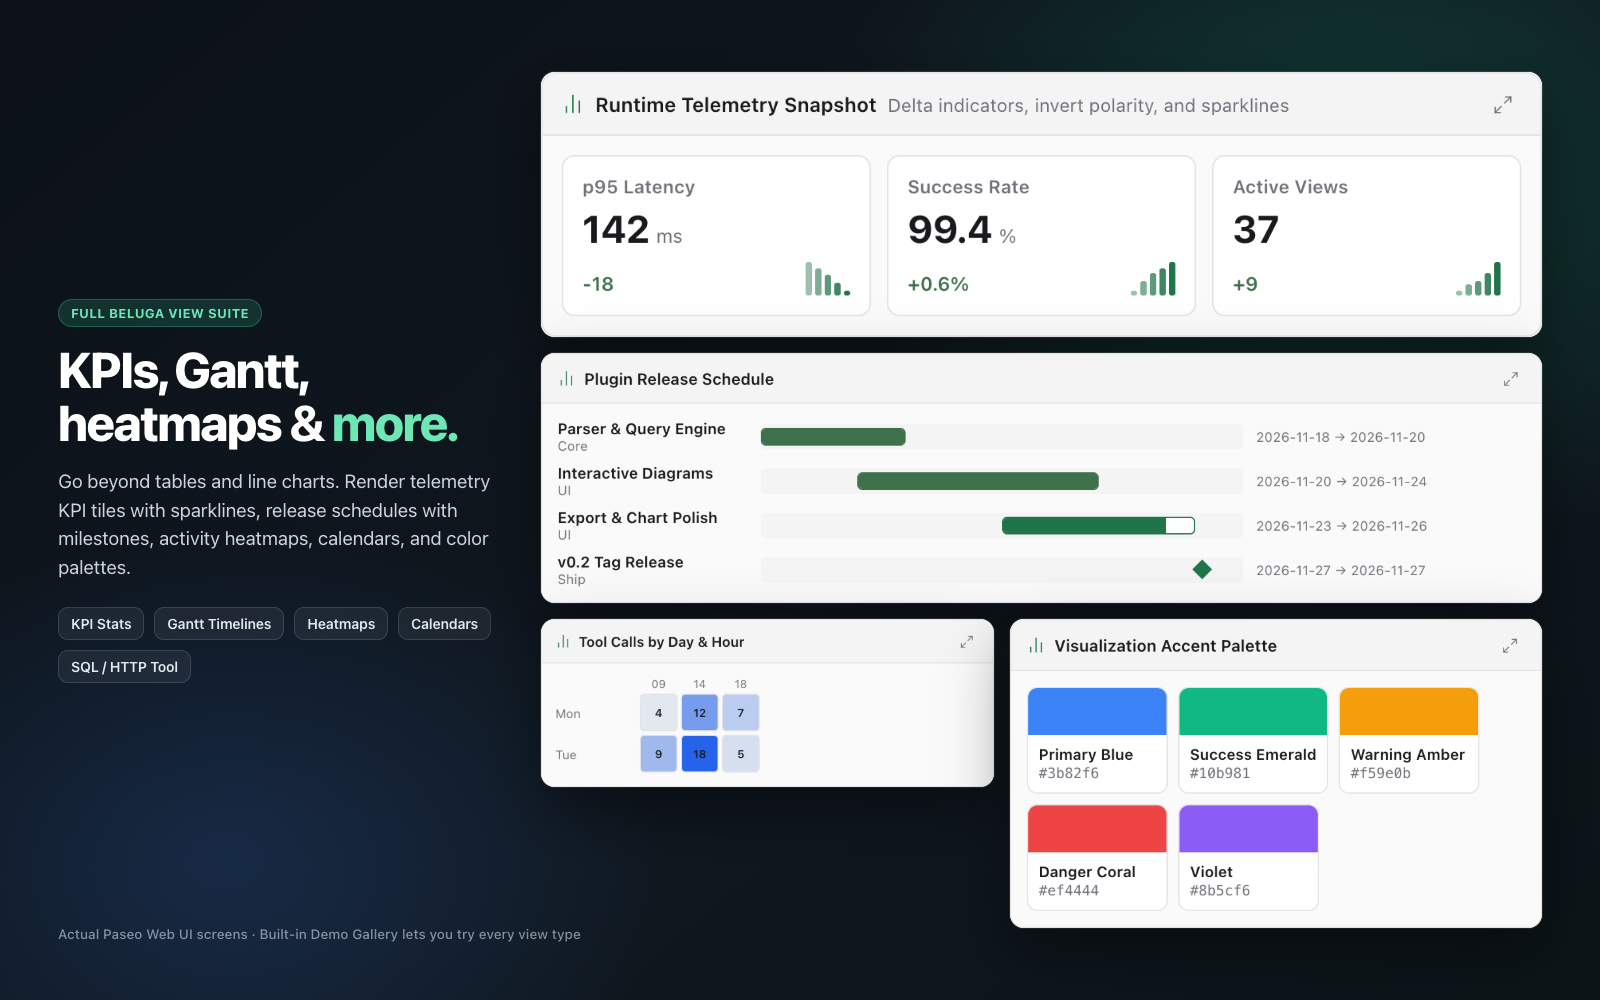 FULL BELUGA VIEW SUITE
KPIs, Gantt,
heatmaps & more.
Go beyond tables and line charts. Render telemetry
KPI tiles with sparklines, release schedules with
milestones, activity heatmaps, calendars, and color
palettes.
KPI Stats
Gantt Timelines
Heatmaps
Calendars
SQL / HTTP Tool
Actual Paseo Web UI screens · Built-in Demo Gallery lets you try every view type
Runtime Telemetry Snapshot Delta indicators, invert polarity, and sparklines
p95 Latency
142 ms
-18
Success Rate
99.4 %
+0.6%
Active Views
37
+9
Plugin Release Schedule
Parser & Query Engine
Core
2026-11-18 → 2026-11-20
Interactive Diagrams
UI
2026-11-20 → 2026-11-24
Export & Chart Polish
UI
2026-11-23 → 2026-11-26
v0.2 Tag Release
Ship
2026-11-27 → 2026-11-27
Tool Calls by Day & Hour
09 14 18
Mon 4 12 7
Tue 9 18 5
Visualization Accent Palette
Primary Blue
#3b82f6
Success Emerald
#10b981
Warning Amber
#f59e0b
Danger Coral
#ef4444
Violet
#8b5cf6